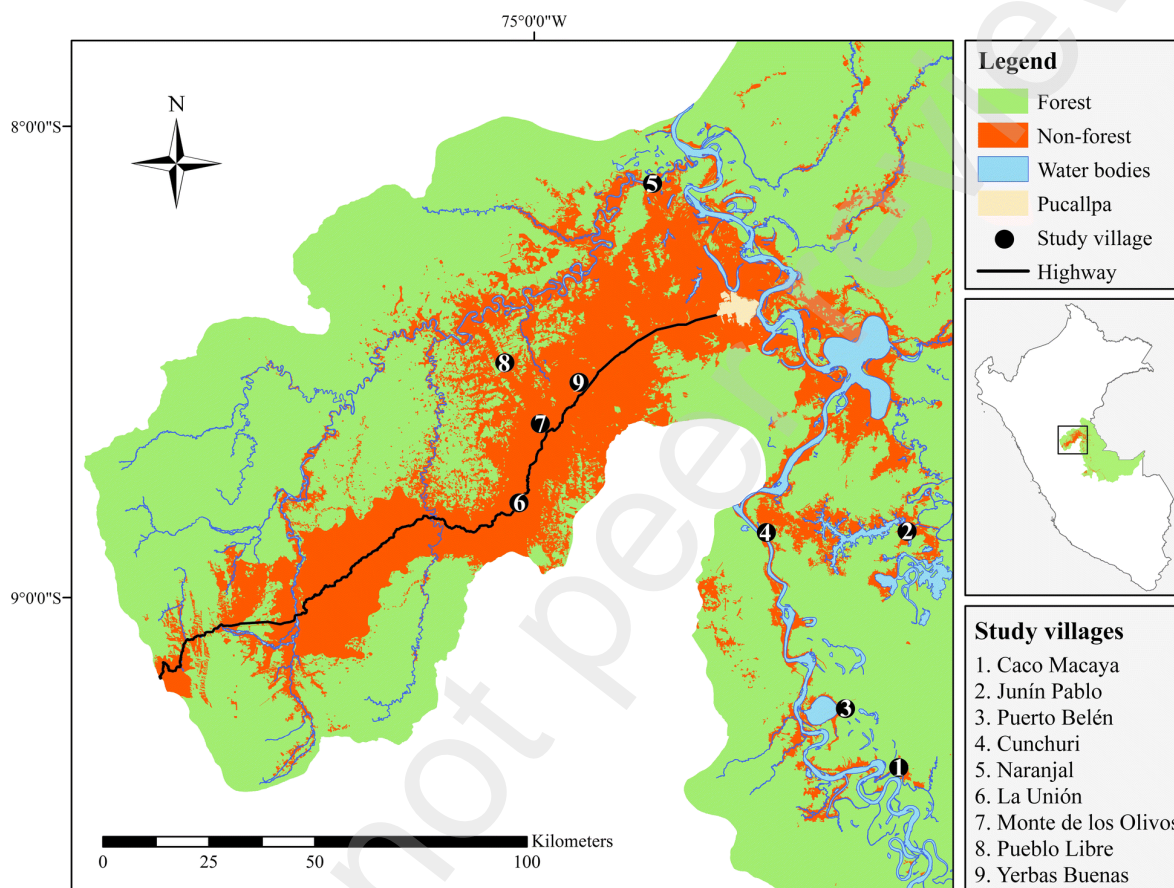 75°0'0"W
8°0'0"S
9°0'0"S
N
5
8
9
7
6
4
2
3
1
Kilometers
0 25 50 100
Legend
Forest
Non-forest
Water bodies
Pucallpa
Study village
Highway
Study villages
1. Caco Macaya
2. Junín Pablo
3. Puerto Belén
4. Cunchuri
5. Naranjal
6. La Unión
7. Monte de los Olivos
8. Pueblo Libre
9. Yerbas Buenas
not peer review